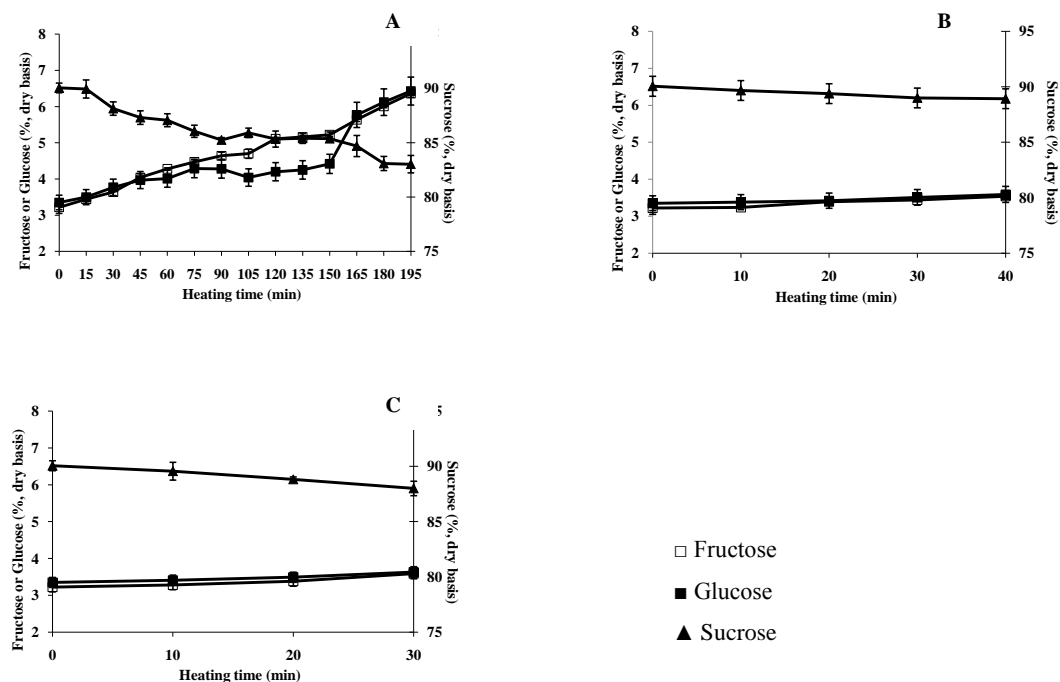 A
8
7
6
5
4
3
2
90
85
80
75
0 15 30 45 60 75 90 105 120 135 150 165 180 195
Heating time (min)
Fructose or Glucose (%, dry basis)
Sucrose (%, dry basis)
B
8
7
6
5
4
3
2
95
90
85
80
75
0 10 20 30 40
Heating time (min)
Fructose or Glucose (%, dry basis)
Sucrose (%, dry basis)
C
8
7
6
5
4
3
2
90
85
80
75
0 10 20 30
Heating time (min)
Fructose or Glucose (%, dry basis)
Sucrose (%, dry basis)
□ Fructose
■ Glucose
▲ Sucrose